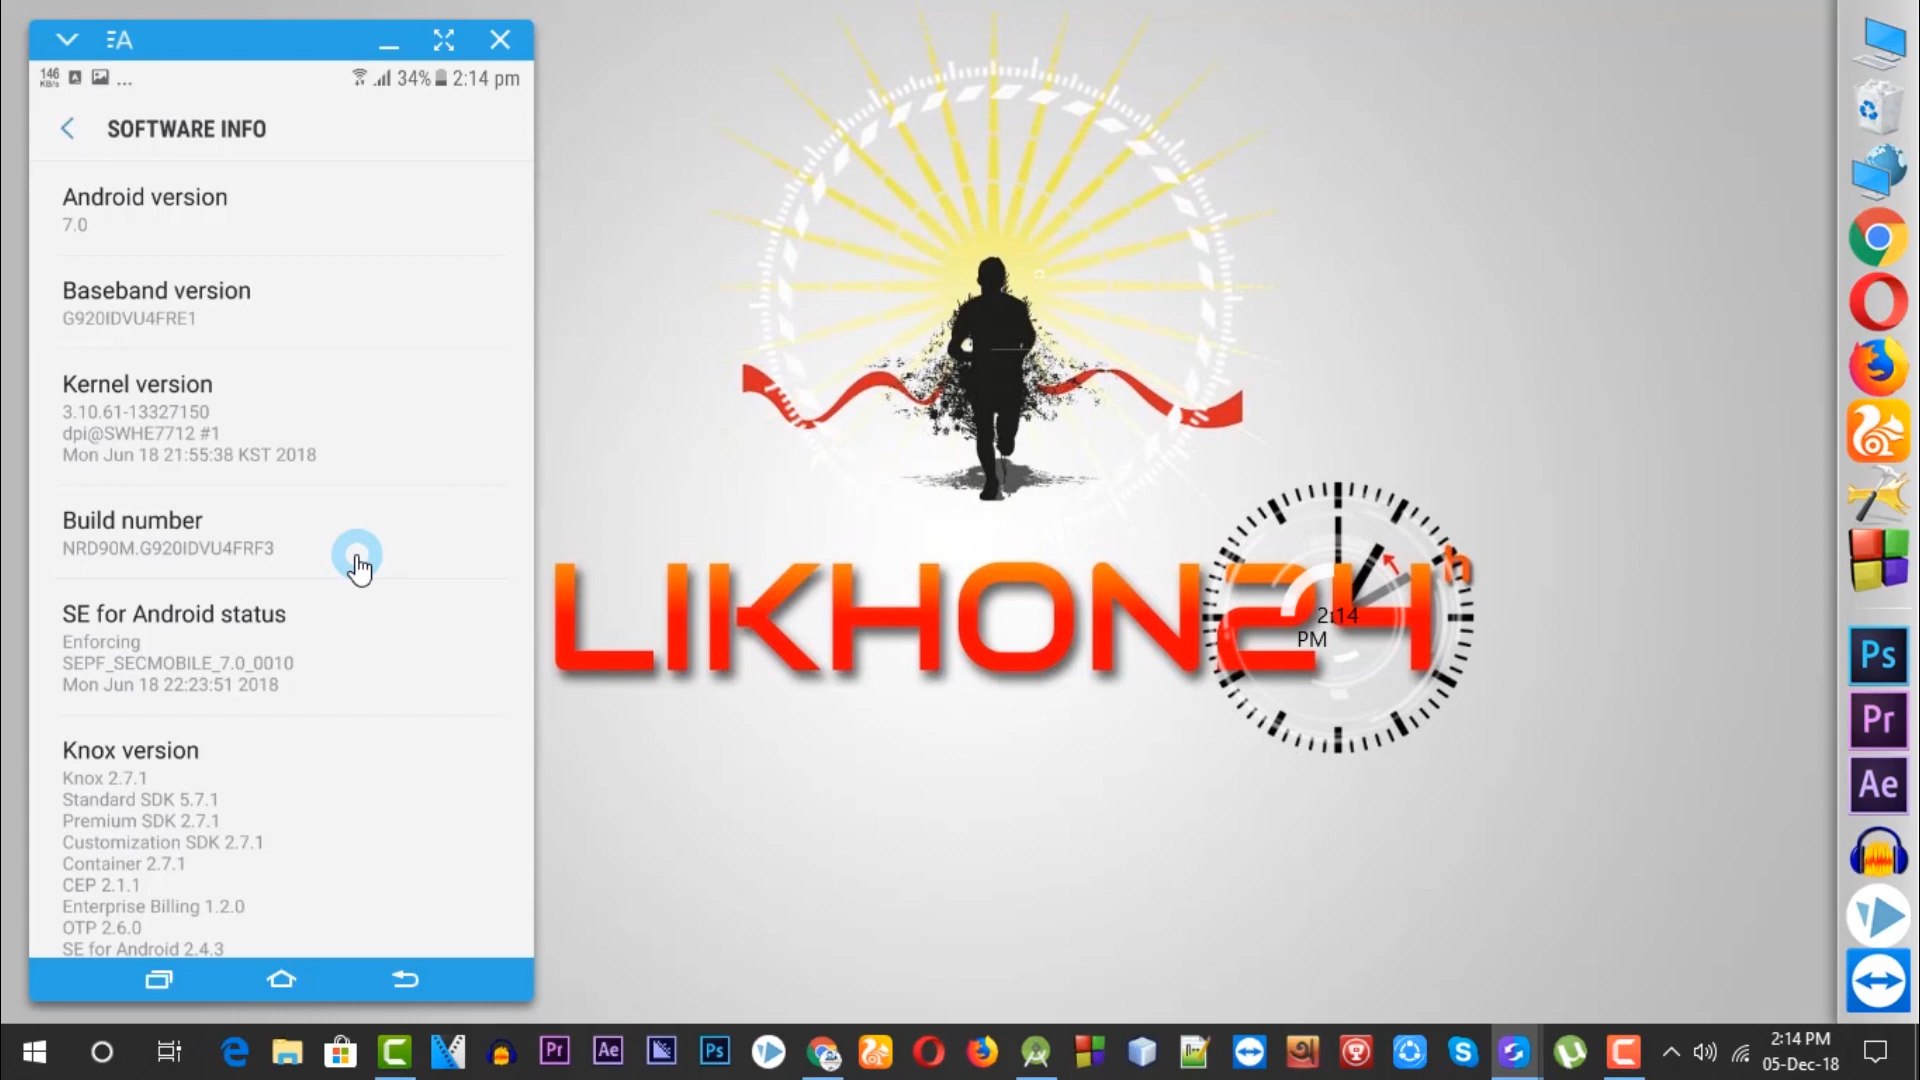 146
KB/s
...
34%
2:14 pm
SOFTWARE INFO
Android version
7.0
Baseband version
G920IDVU4FRE1
Kernel version
3.10.61-13327150
dpi@SWHE7712 #1
Mon Jun 18 21:55:38 KST 2018
Build number
NRD90M.G920IDVU4FRF3
SE for Android status
Enforcing
SEPF_SECMOBILE_7.0_0010
Mon Jun 18 22:23:51 2018
Knox version
Knox 2.7.1
Standard SDK 5.7.1
Premium SDK 2.7.1
Customization SDK 2.7.1
Container 2.7.1
CEP 2.1.1
Enterprise Billing 1.2.0
OTP 2.6.0
SE for Android 2.4.3
LIKHON24h
2:14
PM
Ps
Pr
Ae
Pr
Ae
Ps
2:14 PM
05-Dec-18